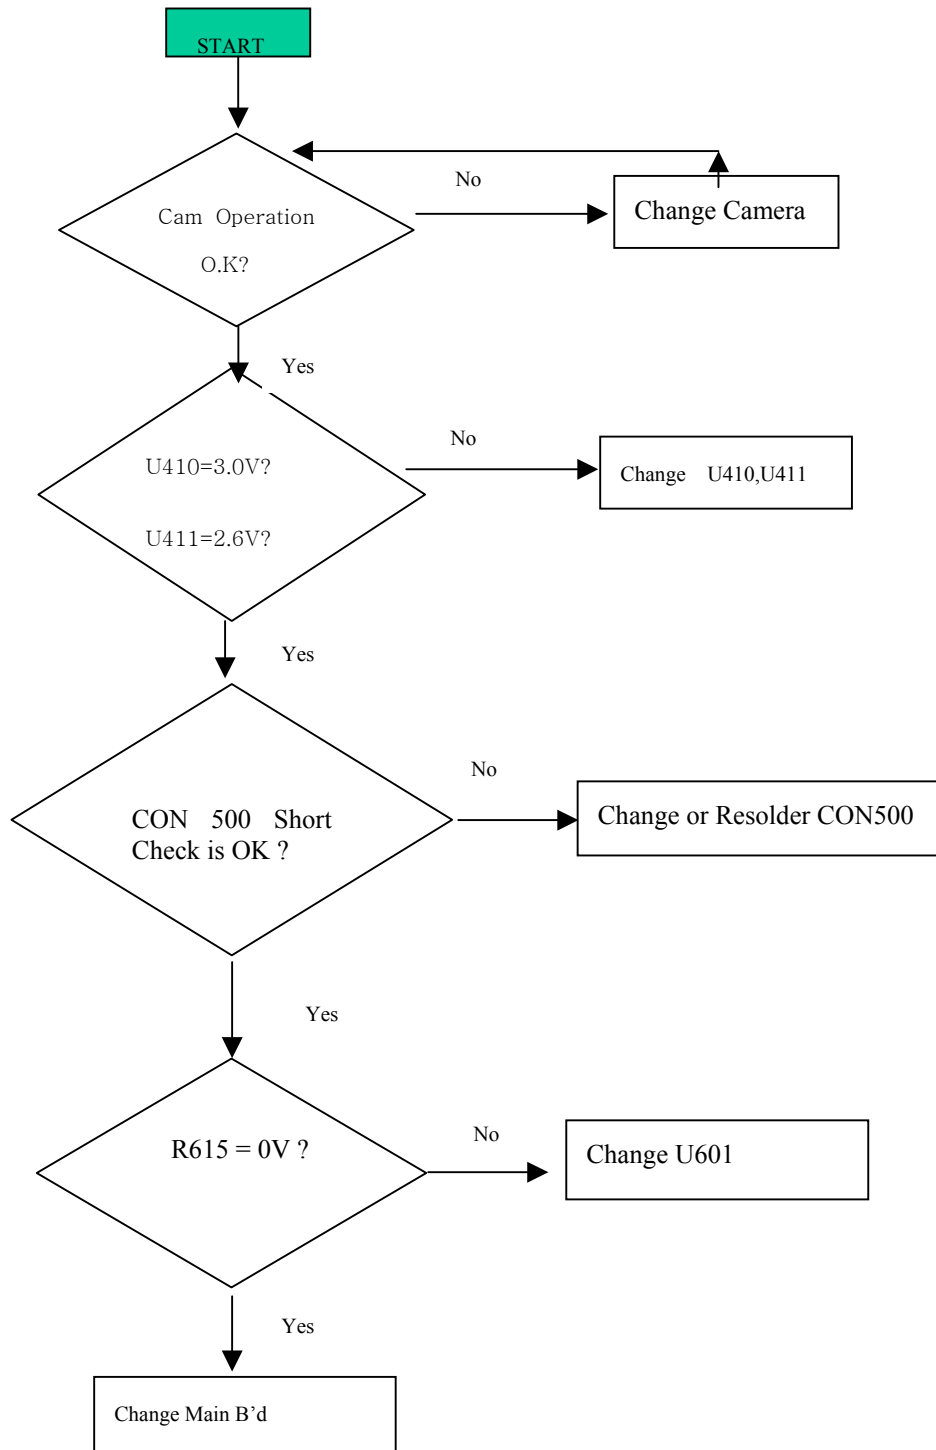 START
No
Change Camera
Cam Operation
O.K?
Yes
No
U410=3.0V?
Change U410,U411
U411=2.6V?
Yes
No
CON 500 Short
Check is OK ?
Change or Resolder CON500
Yes
No
R615 = 0V ?
Change U601
Yes
Change Main B’d